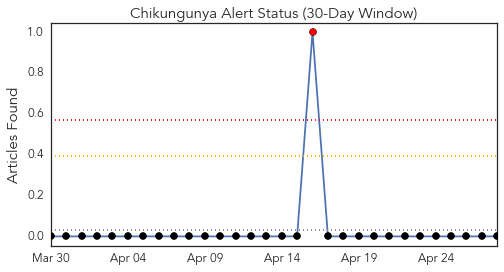 Chikungunya Alert Status (30-Day Window)
Articles Found
1.0
0.8
0.6
0.4
0.2
0.0
Mar 30 Apr 04 Apr 09 Apr 14 Apr 19 Apr 24